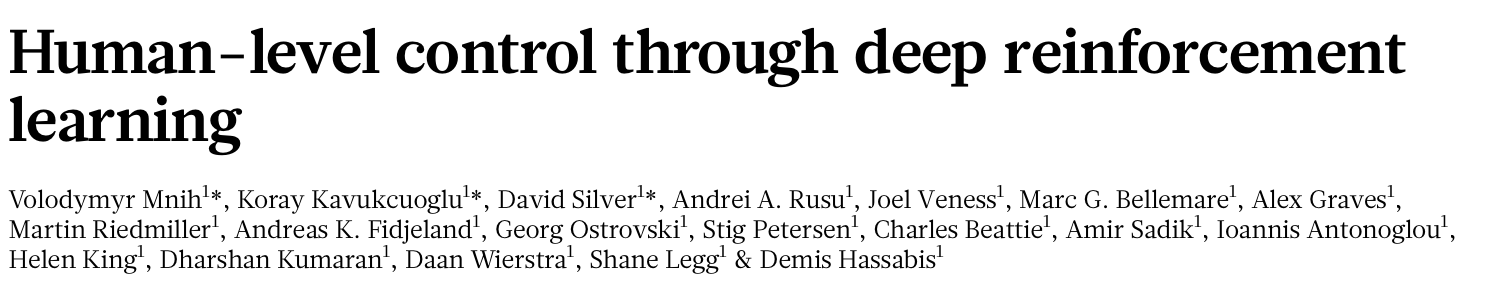 Human–level control through deep reinforcement
learning
Volodymyr Mnih¹*, Koray Kavukcuoglu¹*, David Silver¹*, Andrei A. Rusu¹, Joel Veness¹, Marc G. Bellemare¹, Alex Graves¹,
Martin Riedmiller¹, Andreas K. Fidjeland¹, Georg Ostrovski¹, Stig Petersen¹, Charles Beattie¹, Amir Sadik¹, Ioannis Antonoglou¹,
Helen King¹, Dharshan Kumaran¹, Daan Wierstra¹, Shane Legg¹ & Demis Hassabis¹